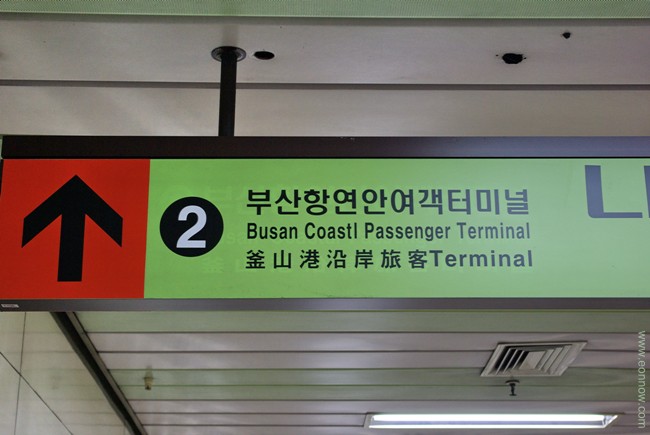 2
부산항연안여객터미널
Busan Coastl Passenger Terminal
釜山港沿岸旅客Terminal
www.eonnow.com